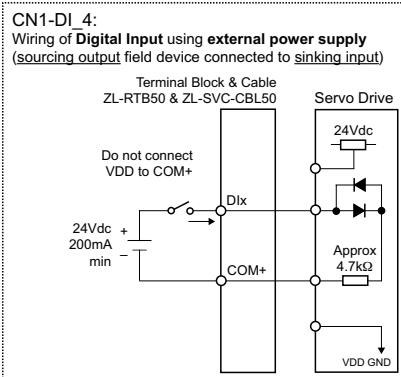 CN1-DI_4:
Wiring of Digital Input using external power supply
(sourcing output field device connected to sinking input)
Terminal Block & Cable
ZL-RTB50 & ZL-SVC-CBL50
Servo Drive
24Vdc
Do not connect
VDD to COM+
DIx
24Vdc
200mA
min
+
–
Approx
4.7kΩ
COM+
VDD GND